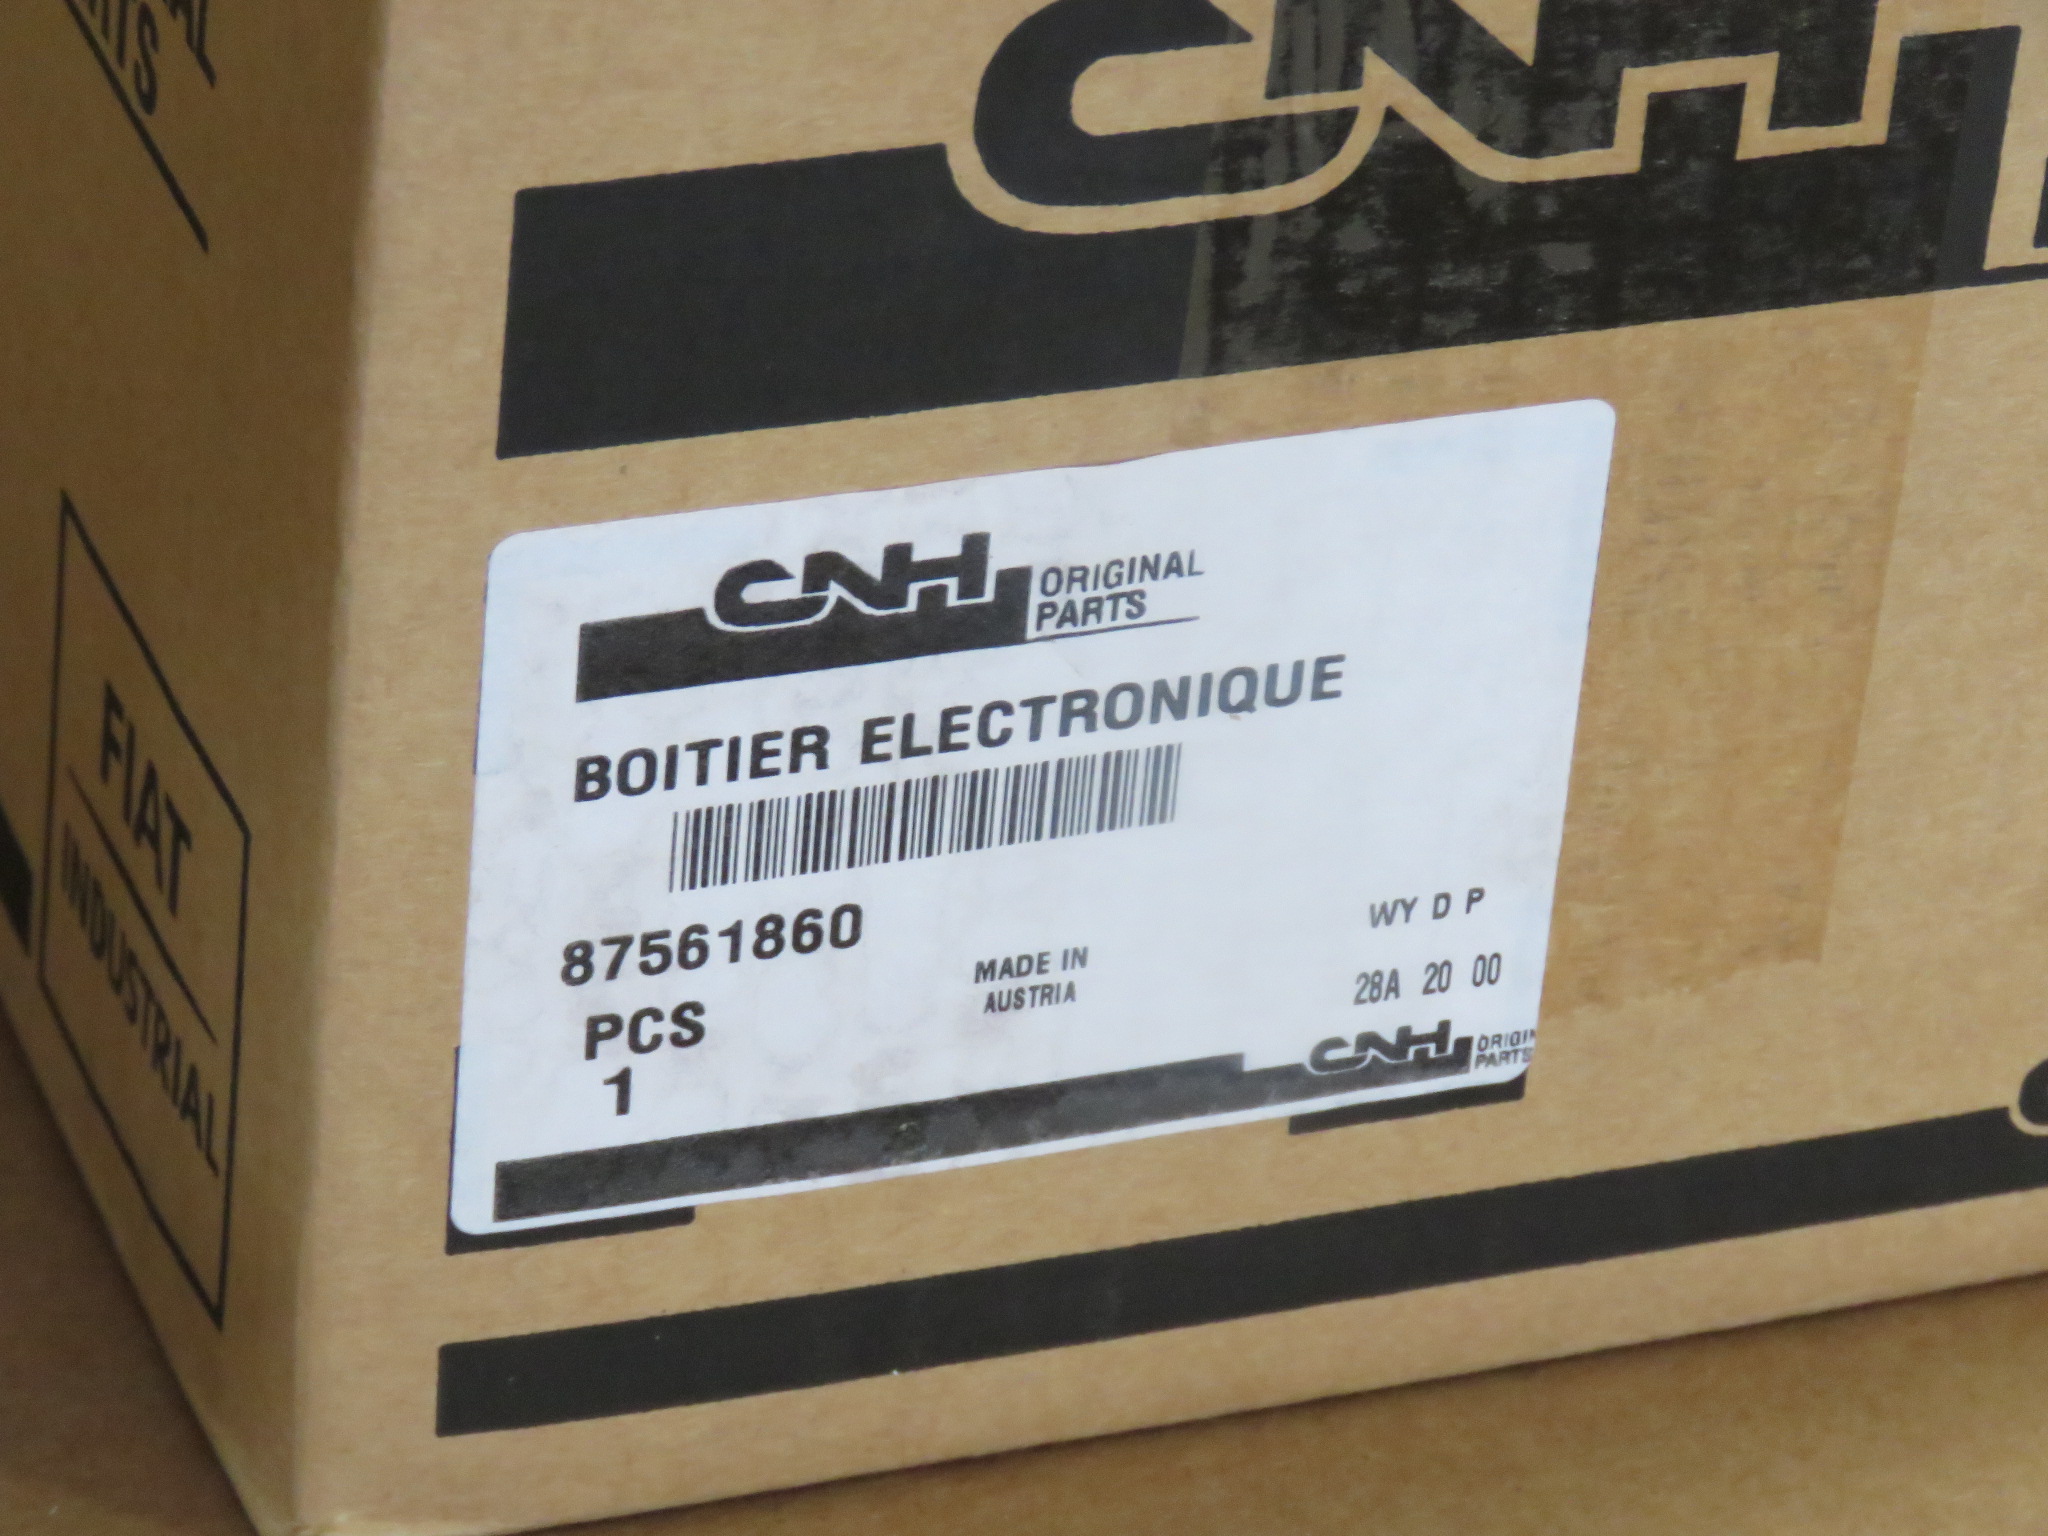 CNH
CNH ORIGINAL
PARTS
BOITIER ELECTRONIQUE
87561860
PCS
1
MADE IN
AUSTRIA
WY D P
28A 20 00
CNH ORIGIN
PARTS
FIAT
INDUSTRIAL